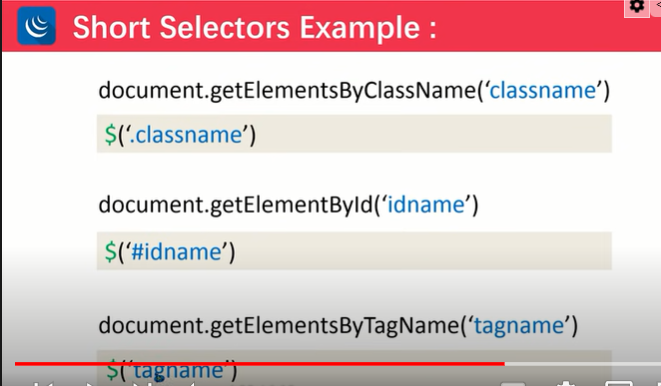 Short Selectors Example :
document.getElementsByClassName(‘classname’)
$(‘.classname’)
document.getElementById(‘idname’)
$(‘#idname’)
document.getElementsByTagName(‘tagname’)
$(‘tagname’)